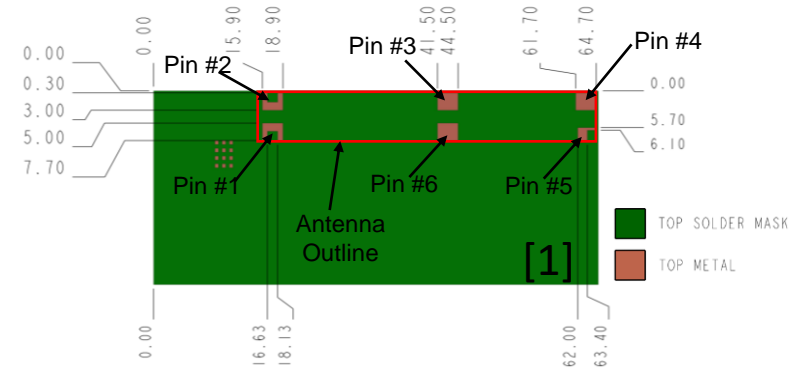 0.00
15.90
18.90
41.50
44.50
61.70
64.70
Pin #3
Pin #4
Pin #2
0.00
0.30
3.00
5.00
7.70
0.00
5.70
6.10
Pin #1
Pin #6
Pin #5
Antenna
Outline
[1]
TOP SOLDER MASK
TOP METAL
0.00
16.63
18.13
62.00
63.40